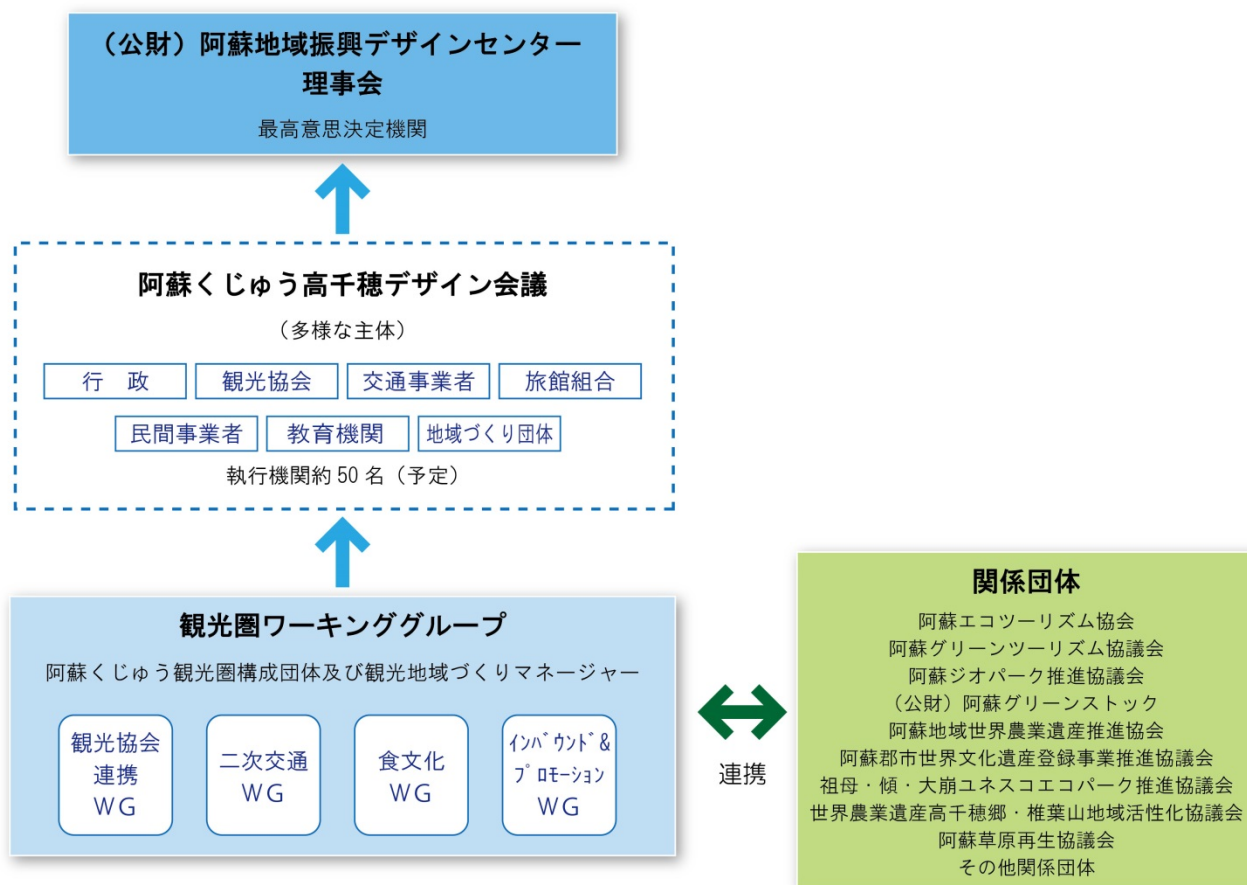 （公財）阿蘇地域振興デザインセンター
理事会
最高意思決定機関
阿蘇くじゅう高千穂デザイン会議
（多様な主体）
行　政
観光協会
交通事業者
旅館組合
民間事業者
教育機関
地域づくり団体
執行機関約50名（予定）
観光圏ワーキンググループ
阿蘇くじゅう観光圏構成団体及び観光地域づくりマネージャー
観光協会
連携
ＷＧ
二次交通
ＷＧ
食文化
ＷＧ
ｲﾝﾊﾞｳﾝﾄﾞ&
ﾌﾟﾛﾓｰｼｮﾝ
ＷＧ
連携
関係団体
阿蘇エコツーリズム協会
阿蘇グリーンツーリズム協議会
阿蘇ジオパーク推進協議会
（公財）阿蘇グリーンストック
阿蘇地域世界農業遺産推進協会
阿蘇郡市世界文化遺産登録事業推進協議会
祖母・傾・大崩ユネスコエコパーク推進協議会
世界農業遺産高千穂郷・椎葉山地域活性化協議会
阿蘇草原再生協議会
その他関係団体